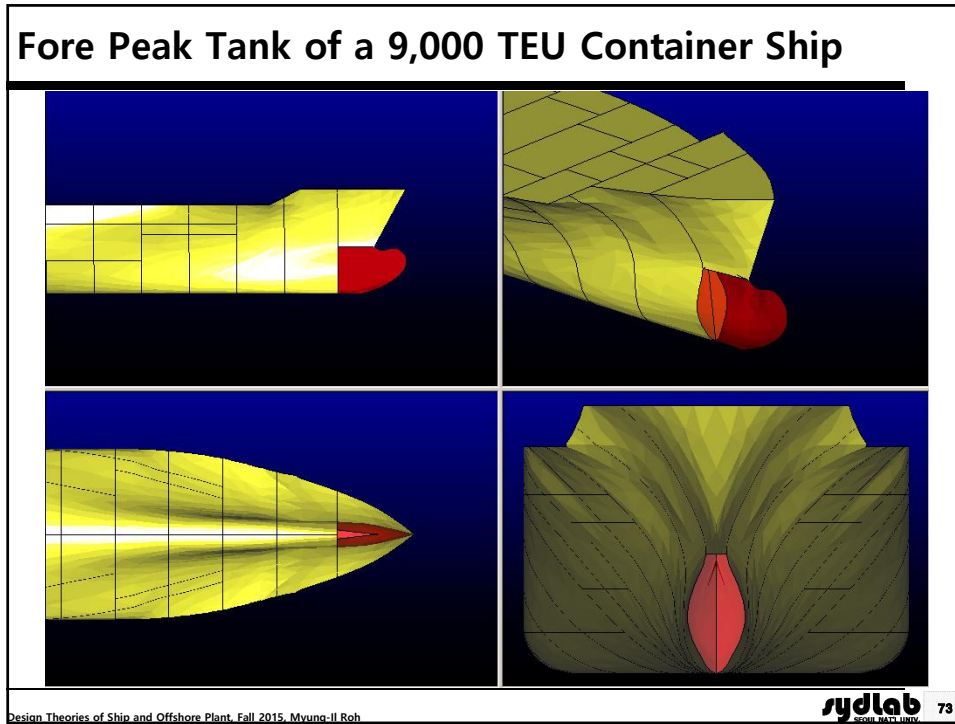 Fore Peak Tank of a 9,000 TEU Container Ship
Design Theories of Ship and Offshore Plant, Fall 2015, Myung-Il Roh
sydlab
SEOUL NAT'L UNIV.
73